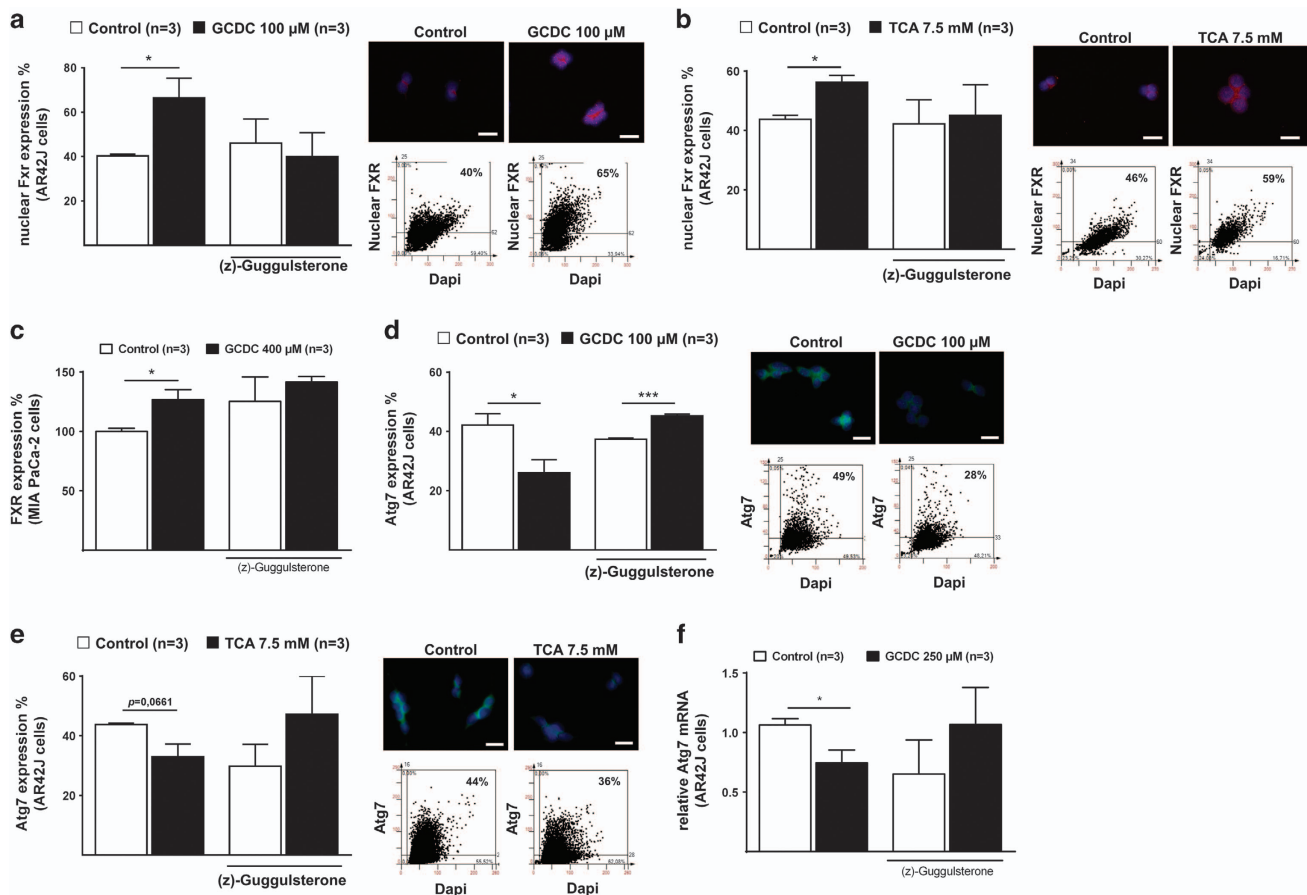 a
Control (n=3) GCDC 100 µM (n=3)
nuclear Fxr expression %
(AR42J cells)
80
60
40
20
*
(z)-Guggulsterone
Control GCDC 100 µM
40% 65%
Nuclear FXR Nuclear FXR
Dapi Dapi
b
Control (n=3) TCA 7.5 mM (n=3)
nuclear Fxr expression %
(AR42J cells)
60
40
20
*
(z)-Guggulsterone
Control TCA 7.5 mM
46% 59%
Nuclear FXR Nuclear FXR
Dapi Dapi
c
Control (n=3) GCDC 400 µM (n=3)
FXR expression %
(MIA PaCa-2 cells)
150
100
50
*
(z)-Guggulsterone
d
Control (n=3) GCDC 100 µM (n=3)
Atg7 expression %
(AR42J cells)
60
40
20
* ***
(z)-Guggulsterone
Control GCDC 100 µM
49% 28%
Atg7 Atg7
Dapi Dapi
e
Control (n=3) TCA 7.5 mM (n=3)
Atg7 expression %
(AR42J cells)
60
40
20
p=0,0661
(z)-Guggulsterone
Control TCA 7.5 mM
44% 36%
Atg7 Atg7
Dapi Dapi
f
Control (n=3) GCDC 250 µM (n=3)
relative Atg7 mRNA
(AR42J cells)
1.5
1.0
0.5
*
(z)-Guggulsterone